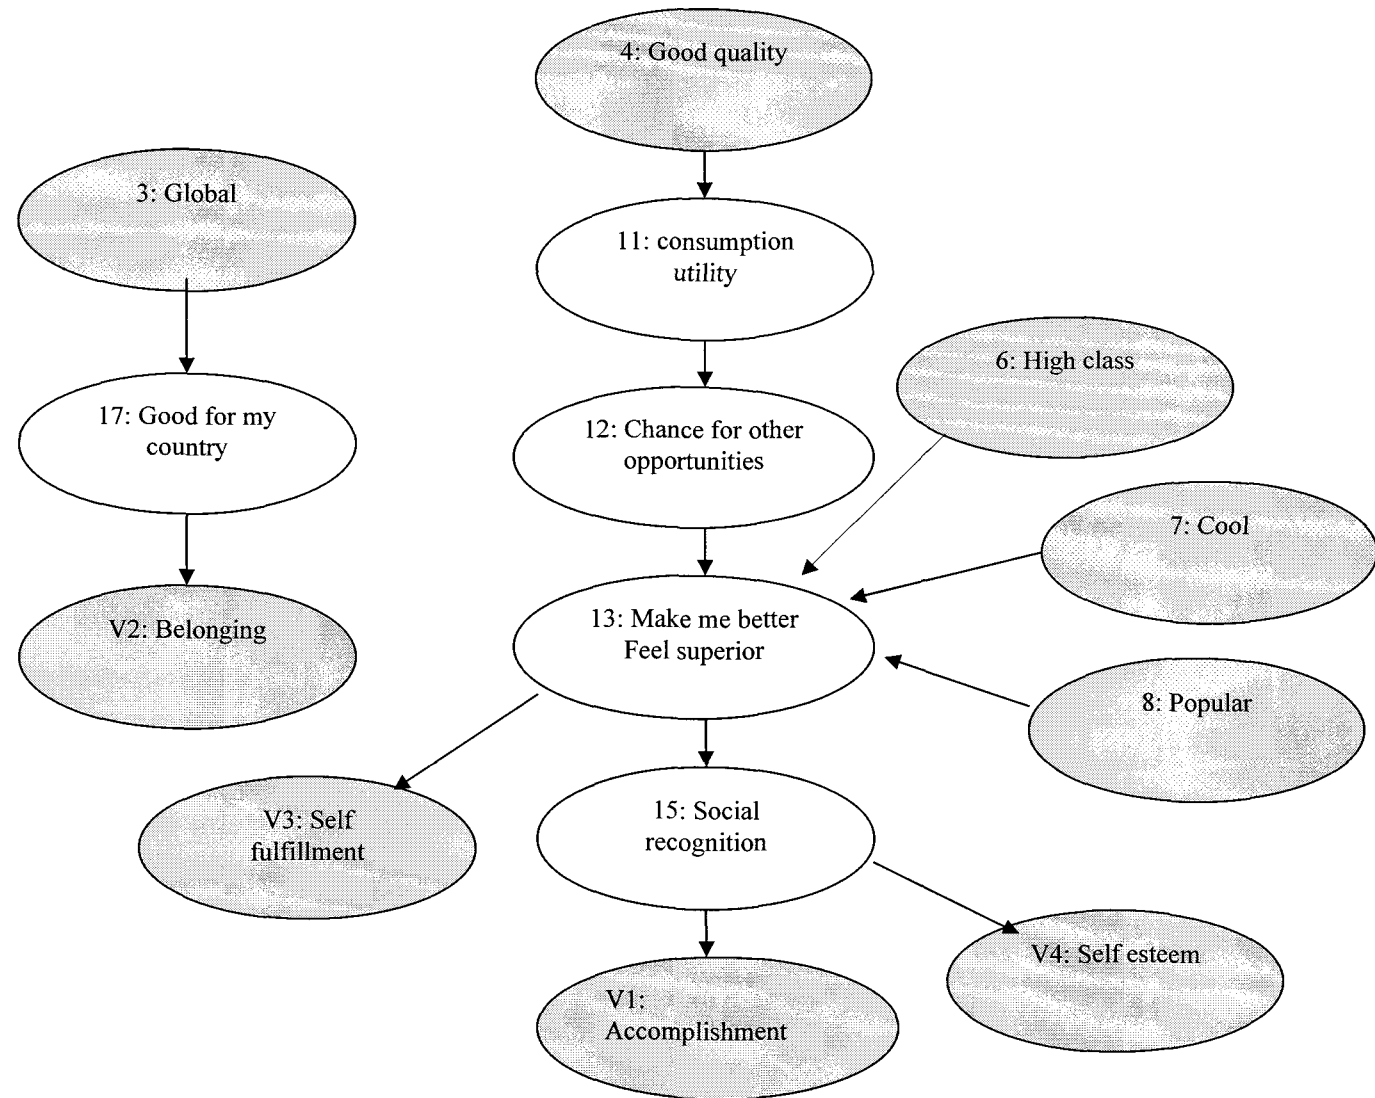 4: Good quality
3: Global
11: consumption
utility
6: High class
17: Good for my
country
12: Chance for other
opportunities
7: Cool
V2: Belonging
13: Make me better
Feel superior
8: Popular
V3: Self
fulfillment
15: Social
recognition
V4: Self esteem
V1:
Accomplishment